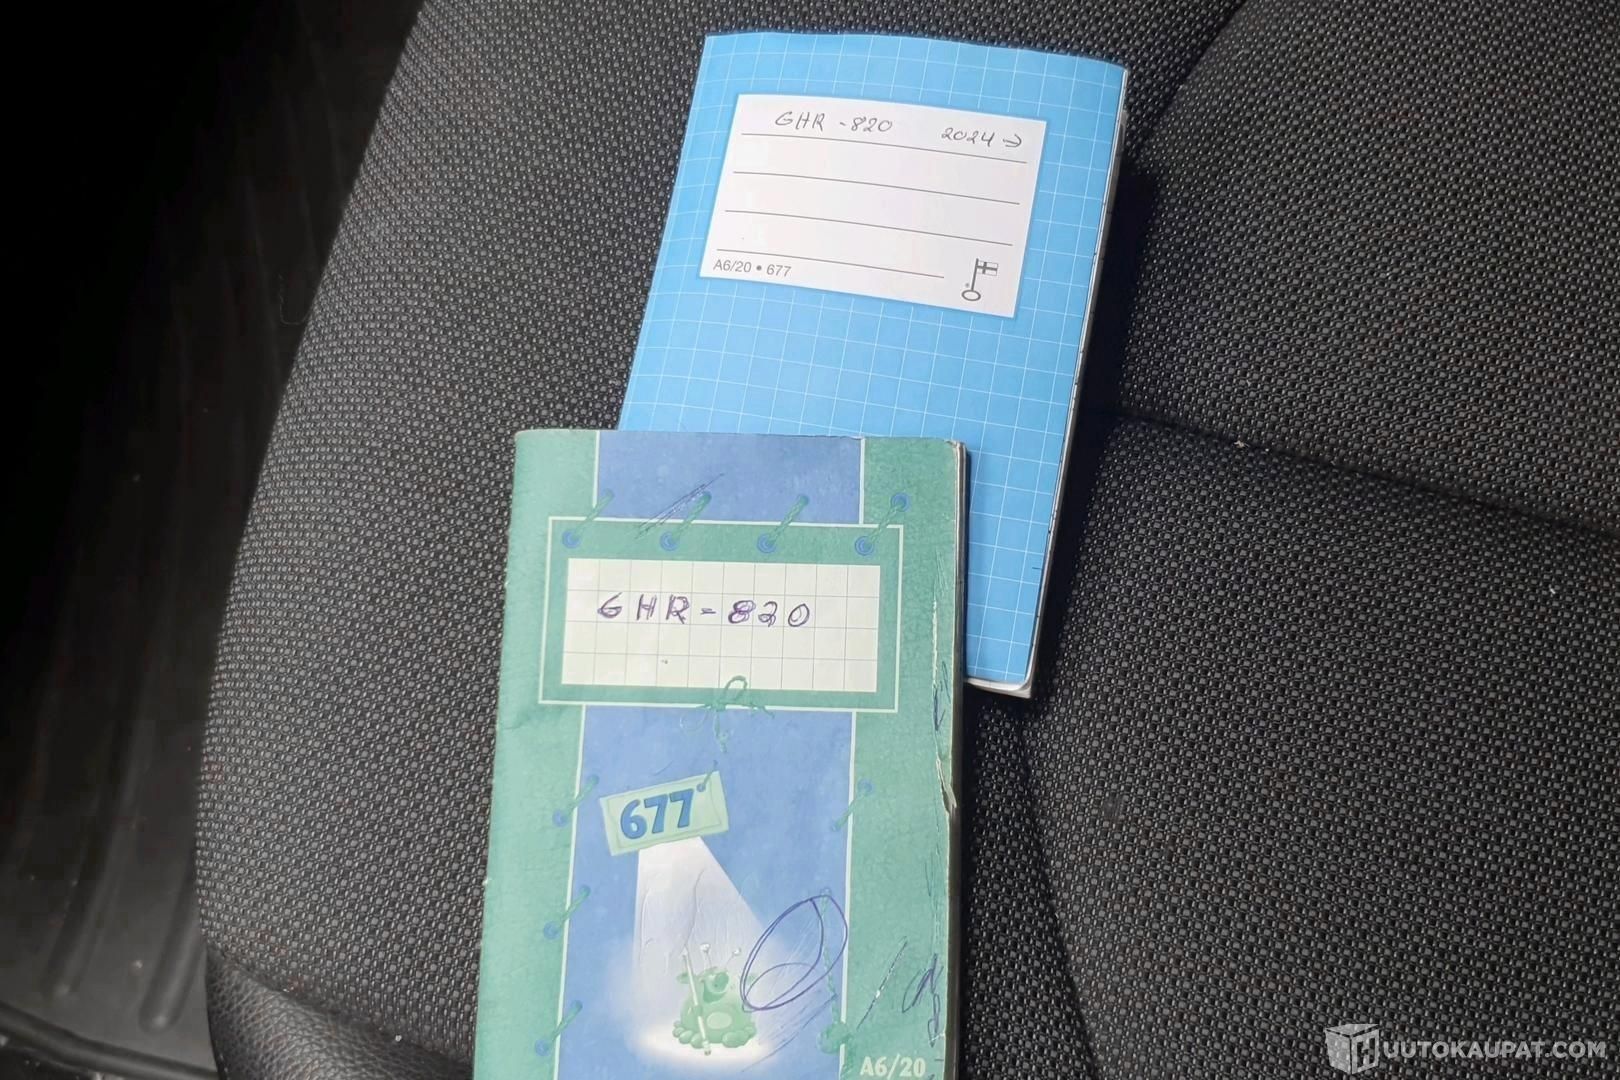 GHR -820 2024 →
A6/20 • 677
GHR-820
677
A6/20
HUUTOKAUPAT.COM